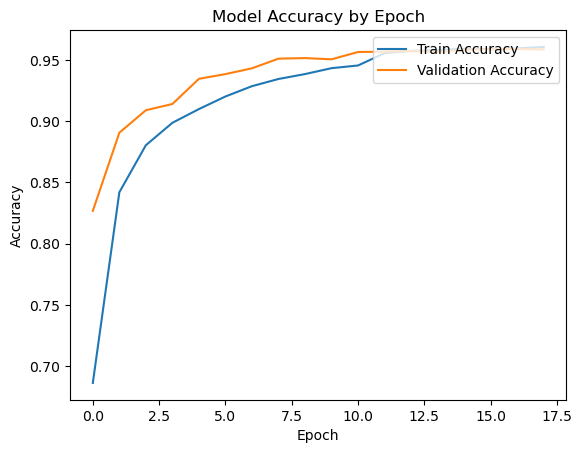 Model Accuracy by Epoch
Train Accuracy
Validation Accuracy
0.95
0.90
0.85
0.80
0.75
0.70
Accuracy
0.0 2.5 5.0 7.5 10.0 12.5 15.0 17.5
Epoch